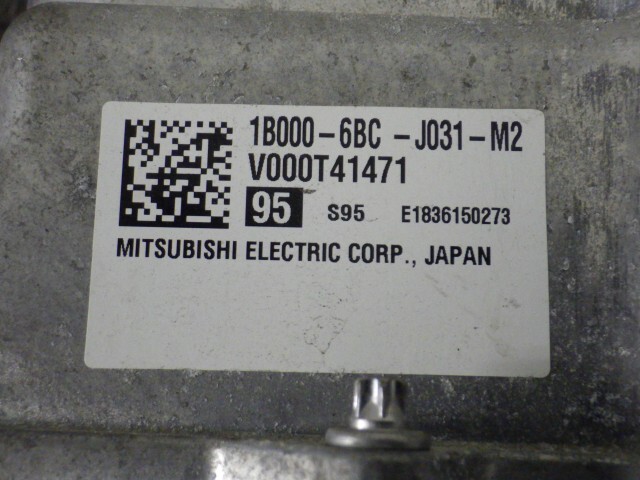 1B000-6BC -J031-M2
V000T41471
95 S95 E1836150273
MITSUBISHI ELECTRIC CORP., JAPAN